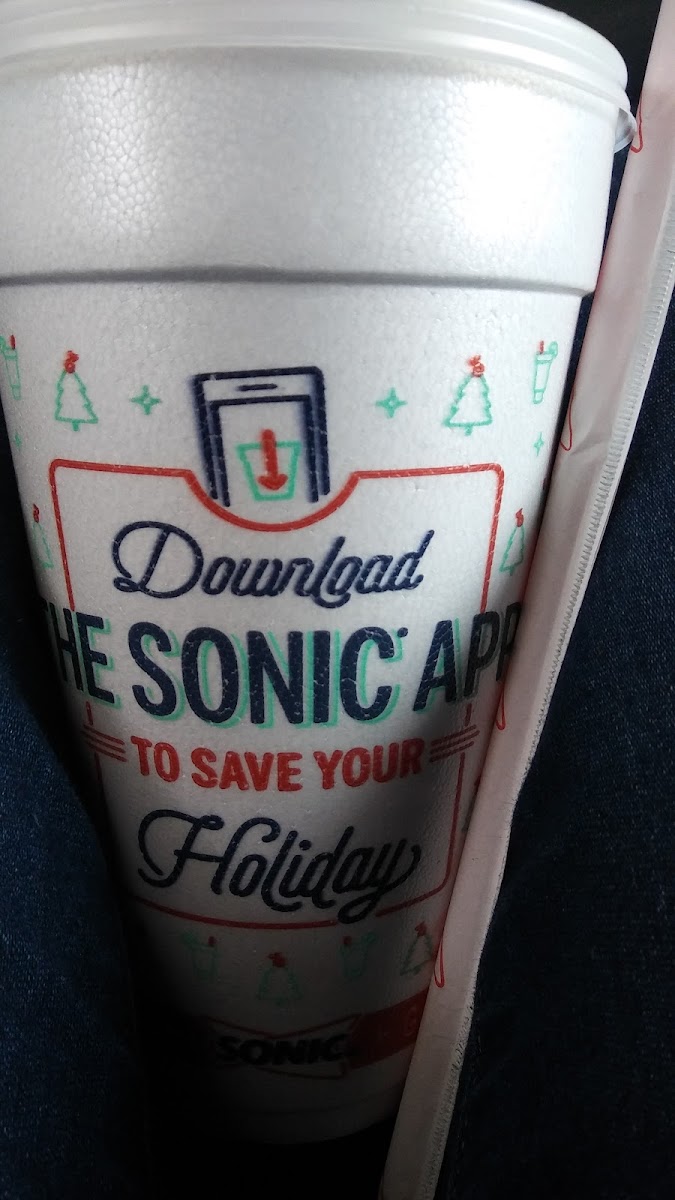 Download
THE SONIC APP
TO SAVE YOUR
Holiday
SONIC